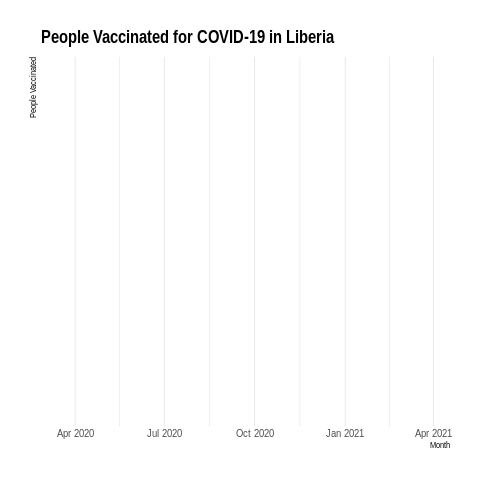 People Vaccinated for COVID-19 in Liberia
People Vaccinated
Apr 2020
Jul 2020
Oct 2020
Jan 2021
Apr 2021
Month